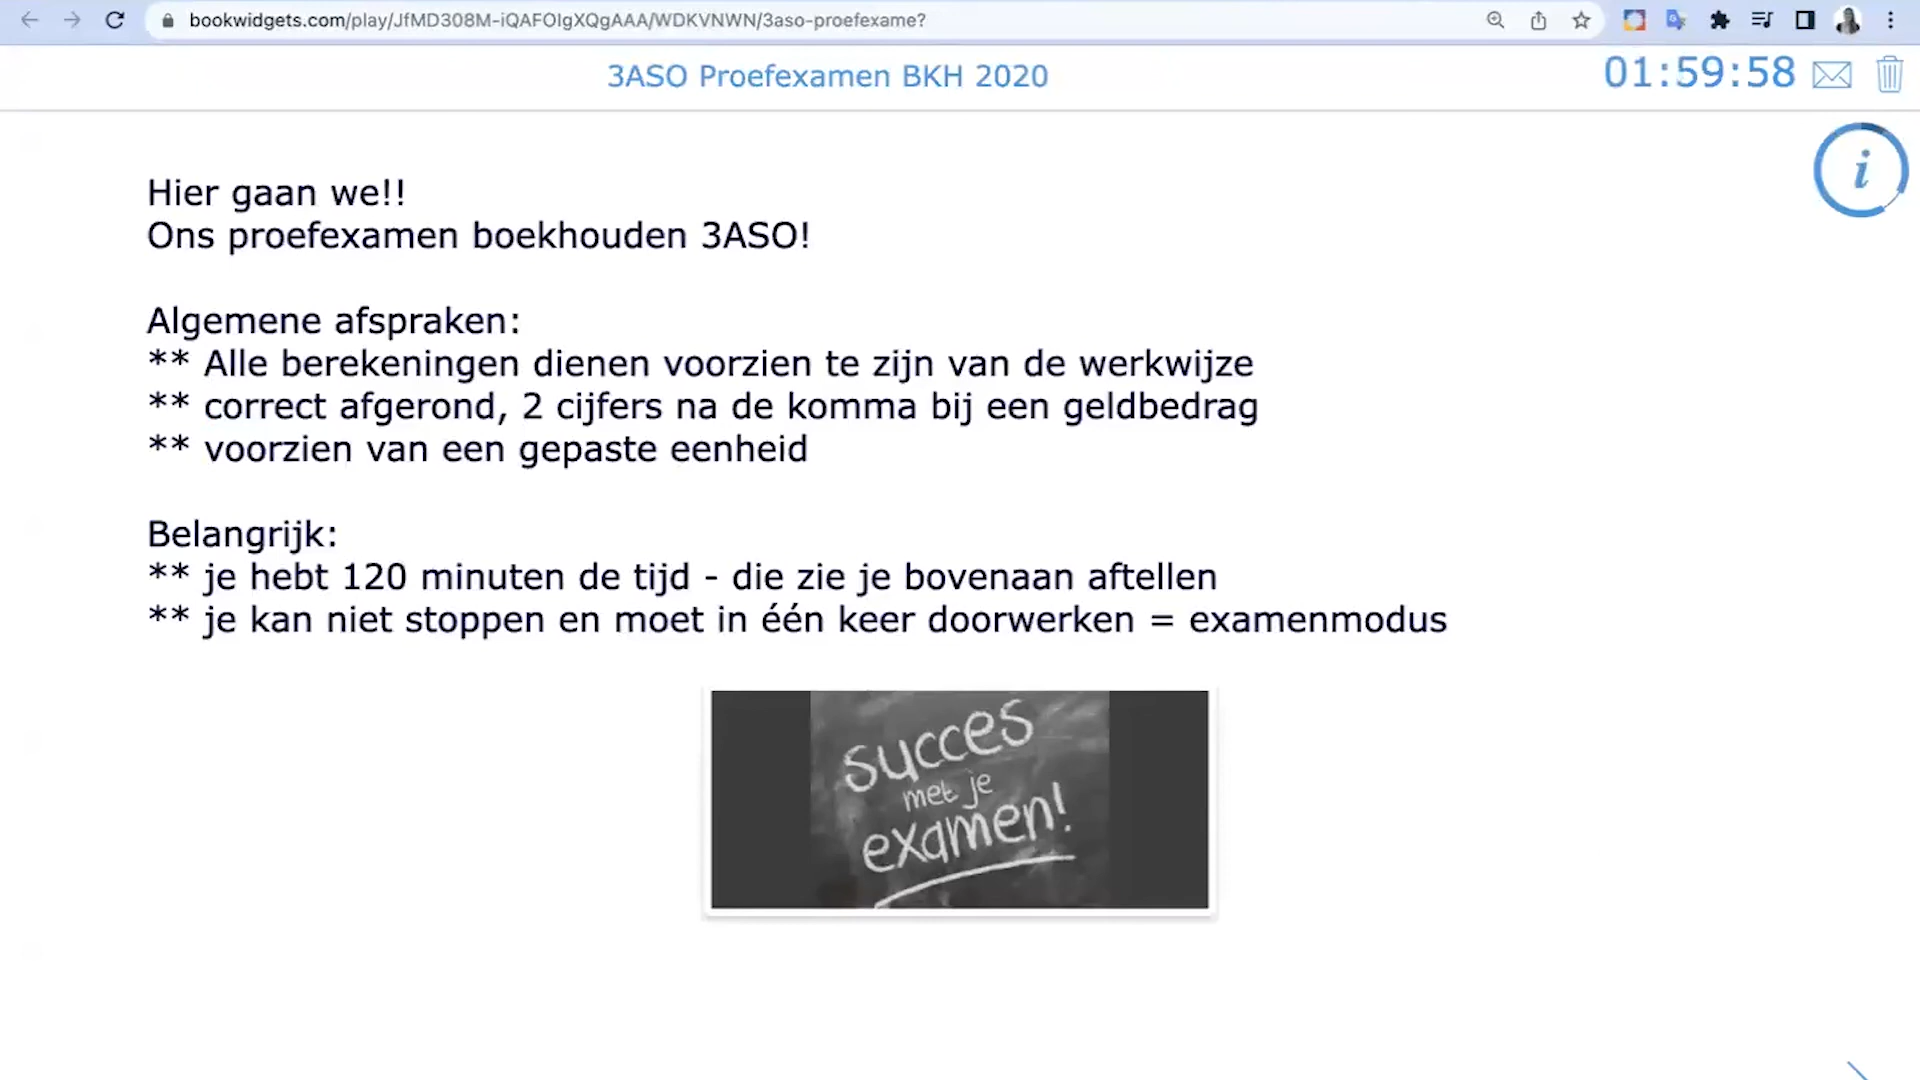 bookwidgets.com/play/JfMD308M-iQAFOIgXQgAAA/WDKVNWN/3aso-proefexame?
3ASO Proefexamen BKH 2020
01:59:58
i
Hier gaan we!!
Ons proefexamen boekhouden 3ASO!
Algemene afspraken:
** Alle berekeningen dienen voorzien te zijn van de werkwijze
** correct afgerond, 2 cijfers na de komma bij een geldbedrag
** voorzien van een gepaste eenheid
Belangrijk:
** je hebt 120 minuten de tijd - die zie je bovenaan aftellen
** je kan niet stoppen en moet in één keer doorwerken = examenmodus
succes
met je
examen!